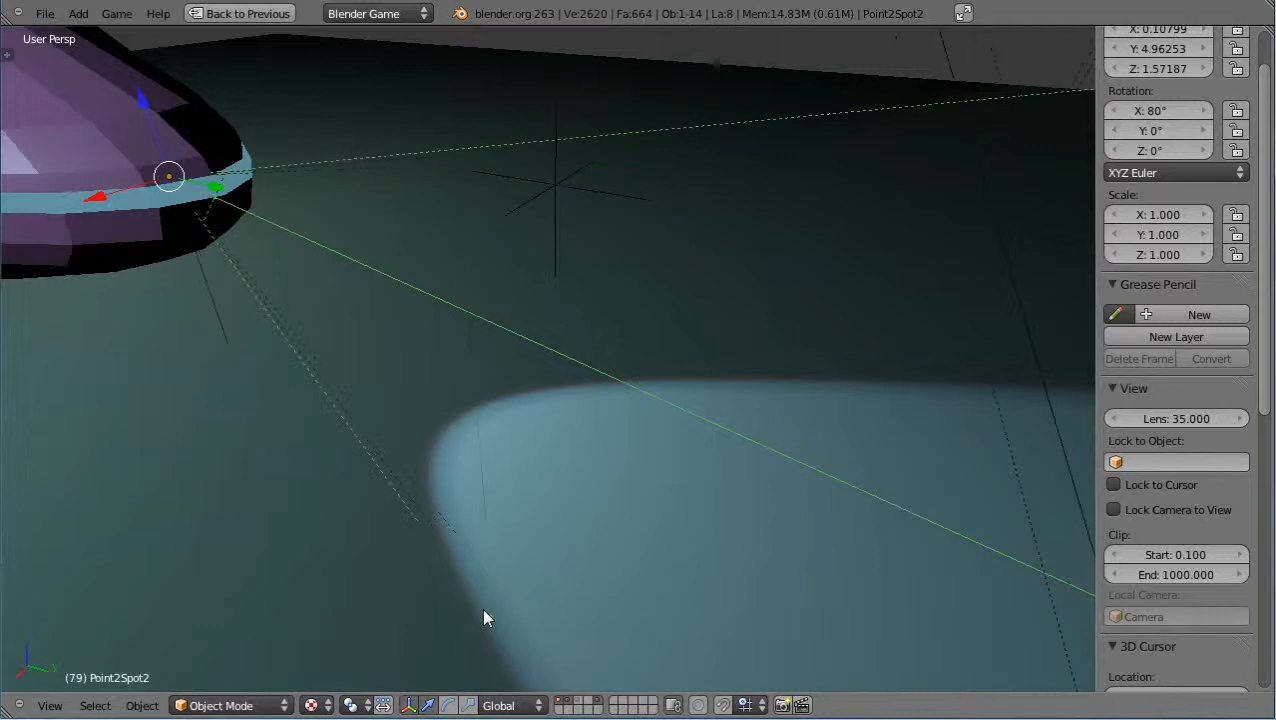 File Add Game Help Back to Previous Blender Game blender.org 263 | Ve:2620 | Fa:664 | Ob:1-14 | La:8 | Mem:14.83M (0.61M) | Point2Spot2
User Persp
X: 0.10799
Y: 4.96253
Z: 1.57187
Rotation:
X: 80°
Y: 0°
Z: 0°
XYZ Euler
Scale:
X: 1.000
Y: 1.000
Z: 1.000
Grease Pencil
New
New Layer
Delete Frame Convert
View
Lens: 35.000
Lock to Object:
Lock to Cursor
Lock Camera to View
Clip:
Start: 0.100
End: 1000.000
Local Camera:
Camera
3D Cursor
Location:
(79) Point2Spot2
View Select Object Object Mode Global